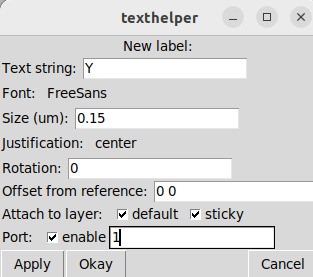 texthelper
New label:
Text string: Y
Font: FreeSans
Size (um): 0.15
Justification: center
Rotation: 0
Offset from reference: 0 0
Attach to layer: default sticky
Port: enable 1
Apply Okay Cancel